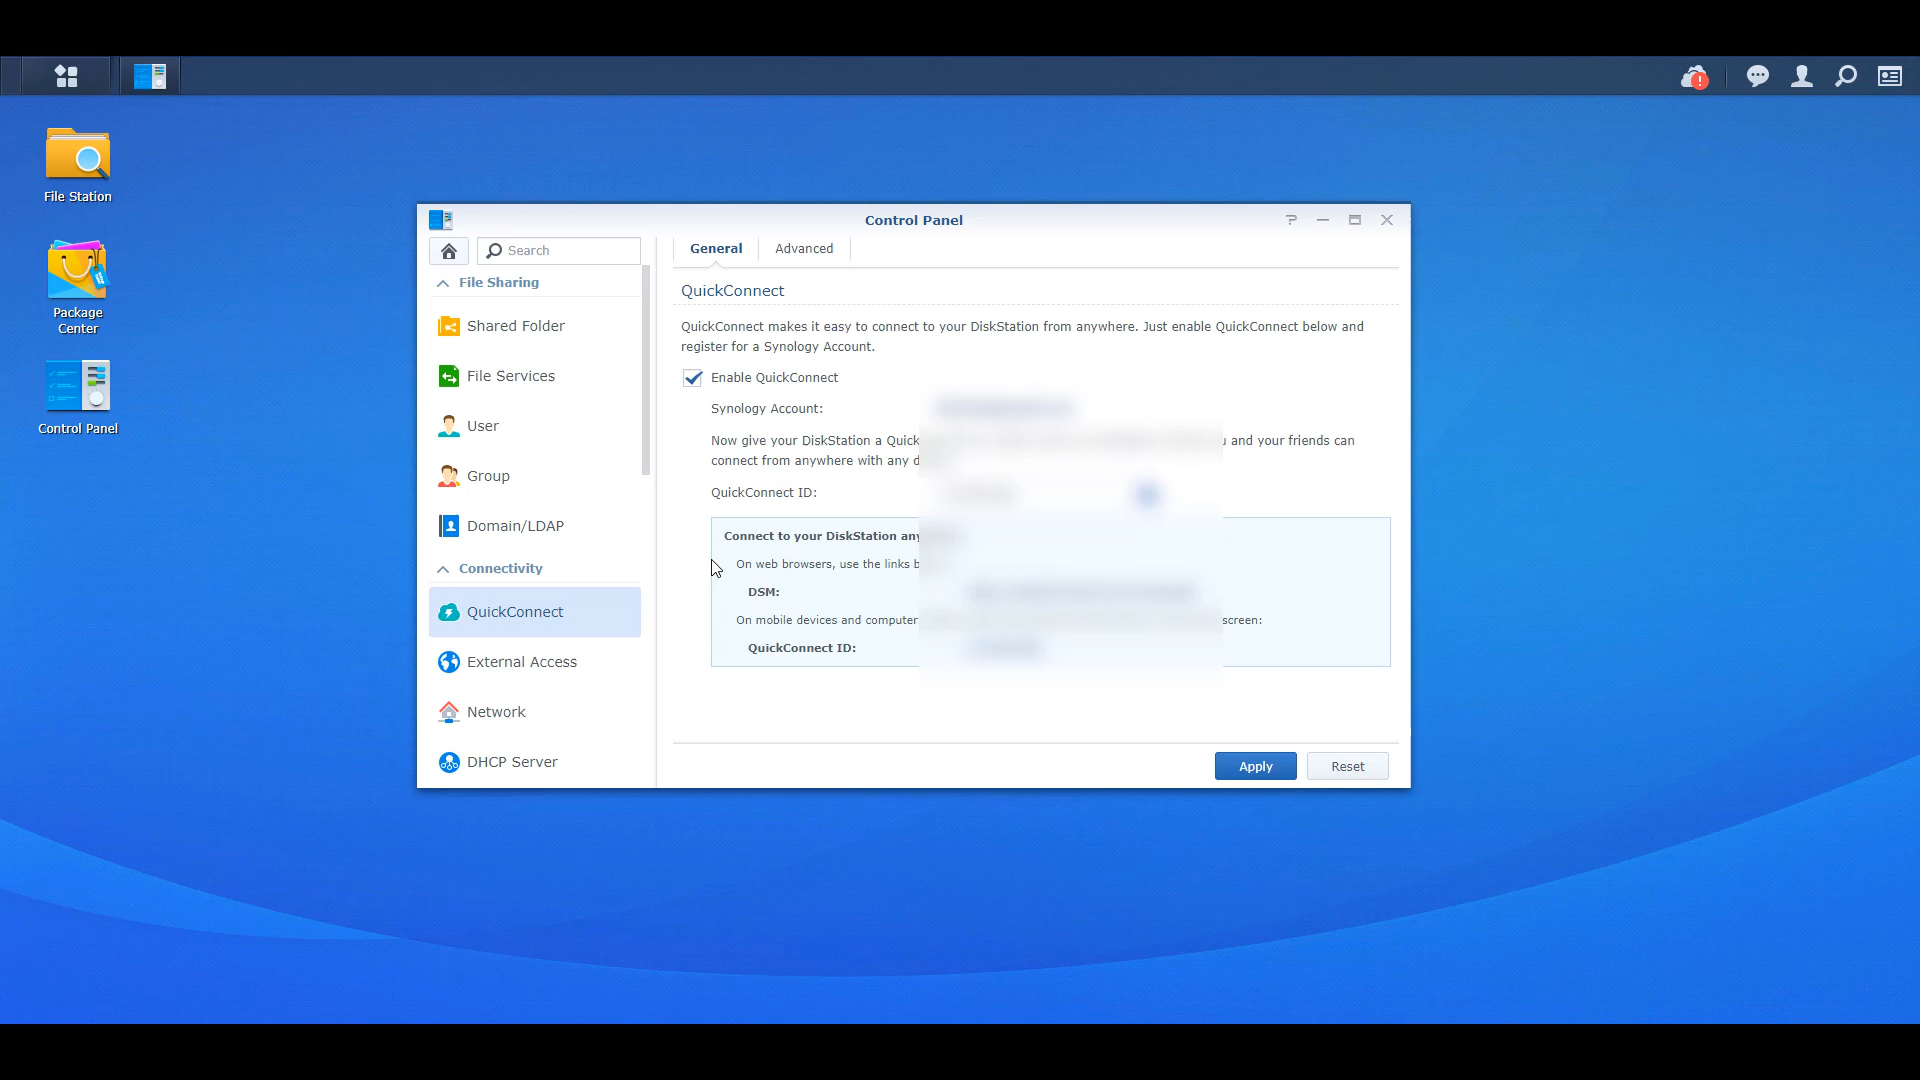 File Station
Package
Center
Control Panel
Control Panel
Search
General
Advanced
File Sharing
Shared Folder
File Services
User
Group
Domain/LDAP
Connectivity
QuickConnect
External Access
Network
DHCP Server
QuickConnect
QuickConnect makes it easy to connect to your DiskStation from anywhere. Just enable QuickConnect below and
register for a Synology Account.
Enable QuickConnect
Synology Account:
Now give your DiskStation a Quick and your friends can
connect from anywhere with any
QuickConnect ID:
Connect to your DiskStation
On web browsers, use the links
DSM:
On mobile devices and computer screen:
QuickConnect ID:
Apply
Reset